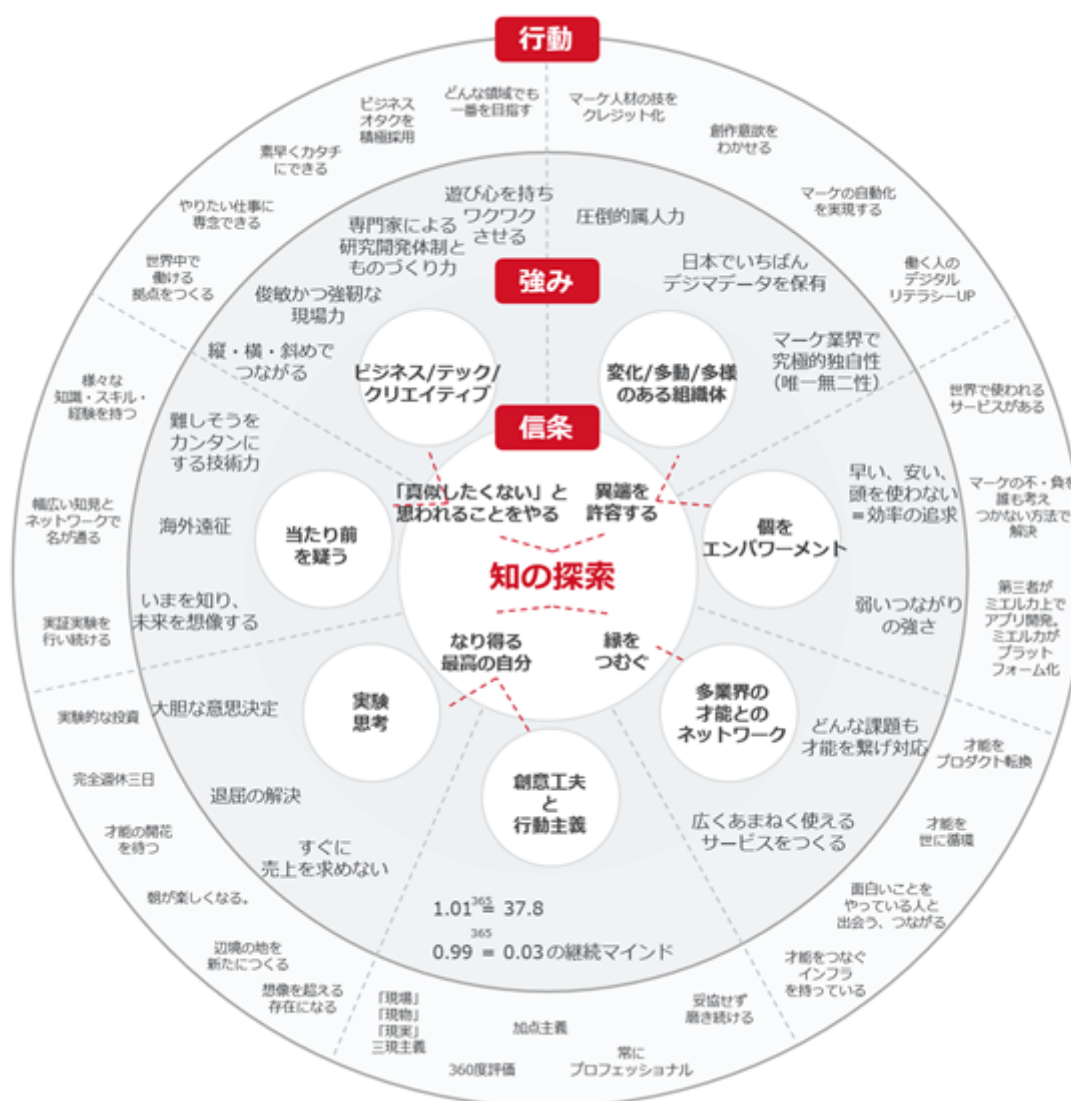 行動
ビジネス
オタクを
積極採用
どんな領域でも
一番を目指す
マーケ人材の技を
クレジット化
創作意欲を
わかせる
素早くカタチ
にできる
マーケの自動化
を実現する
やりたい仕事に
専念できる
働く人の
デジタル
リテラシーUP
世界中で
働ける
拠点をつくる
様々な
知識・スキル・
経験を持つ
世界で使われる
サービスがある
幅広い知見と
ネットワークで
名が通る
マーケの不・負を
誰も考え
つかない方法で
解決
実証実験を
行い続ける
第三者が
ミエルカ上で
アプリ開発。
ミエルカが
プラット
フォーム化
実験的な投資
才能を
プロダクト転換
完全週休三日
才能の開花
を待つ
才能を
世に循環
朝が楽しくなる。
面白いことを
やっている人と
出会う、つながる
辺境の地を
新たにつくる
才能をつなぐ
インフラ
を持っている
想像を超える
存在になる
「現場」
「現物」
「現実」
三現主義
360度評価
加点主義
常に
プロフェッショナル
妥協せず
磨き続ける
強み
遊び心を持ち
ワクワク
させる
圧倒的属人力
専門家による
研究開発体制と
ものづくり力
日本でいちばん
デジマデータを保有
俊敏かつ強靭な
現場力
縦・横・斜めで
つながる
マーケ業界で
究極的独自性
(唯一無二性)
難しそうを
カンタンに
する技術力
早い、安い、
頭を使わない
=効率の追求
海外遠征
いまを知り、
未来を想像する
弱いつながり
の強さ
大胆な意思決定
どんな課題も
才能を繋げ対応
退屈の解決
すぐに
売上を求めない
広くあまねく使える
サービスをつくる
1.01³⁶⁵ = 37.8
0.99³⁶⁵ = 0.03の継続マインド
ビジネス/テック/
クリエイティブ
変化/多動/多様
のある組織体
当たり前
を疑う
個を
エンパワーメント
実験
思考
多業界の
才能との
ネットワーク
創意工夫
と
行動主義
信条
「真似したくない」と
思われることをやる
異端を
許容する
知の探索
なり得る
最高の自分
縁を
つむぐ